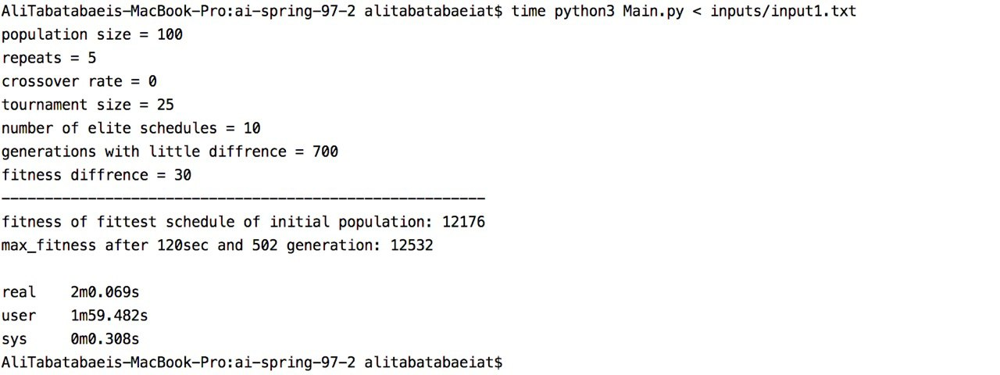 AliTabatabaeis-MacBook-Pro:ai-spring-97-2 alitabatabaeiat$ time python3 Main.py < inputs/input1.txt
population size = 100
repeats = 5
crossover rate = 0
tournament size = 25
number of elite schedules = 10
generations with little diffrence = 700
fitness diffrence = 30
--------------------------------------------------------
fitness of fittest schedule of initial population: 12176
max_fitness after 120sec and 502 generation: 12532
real	2m0.069s
user	1m59.482s
sys	0m0.308s
AliTabatabaeis-MacBook-Pro:ai-spring-97-2 alitabatabaeiat$